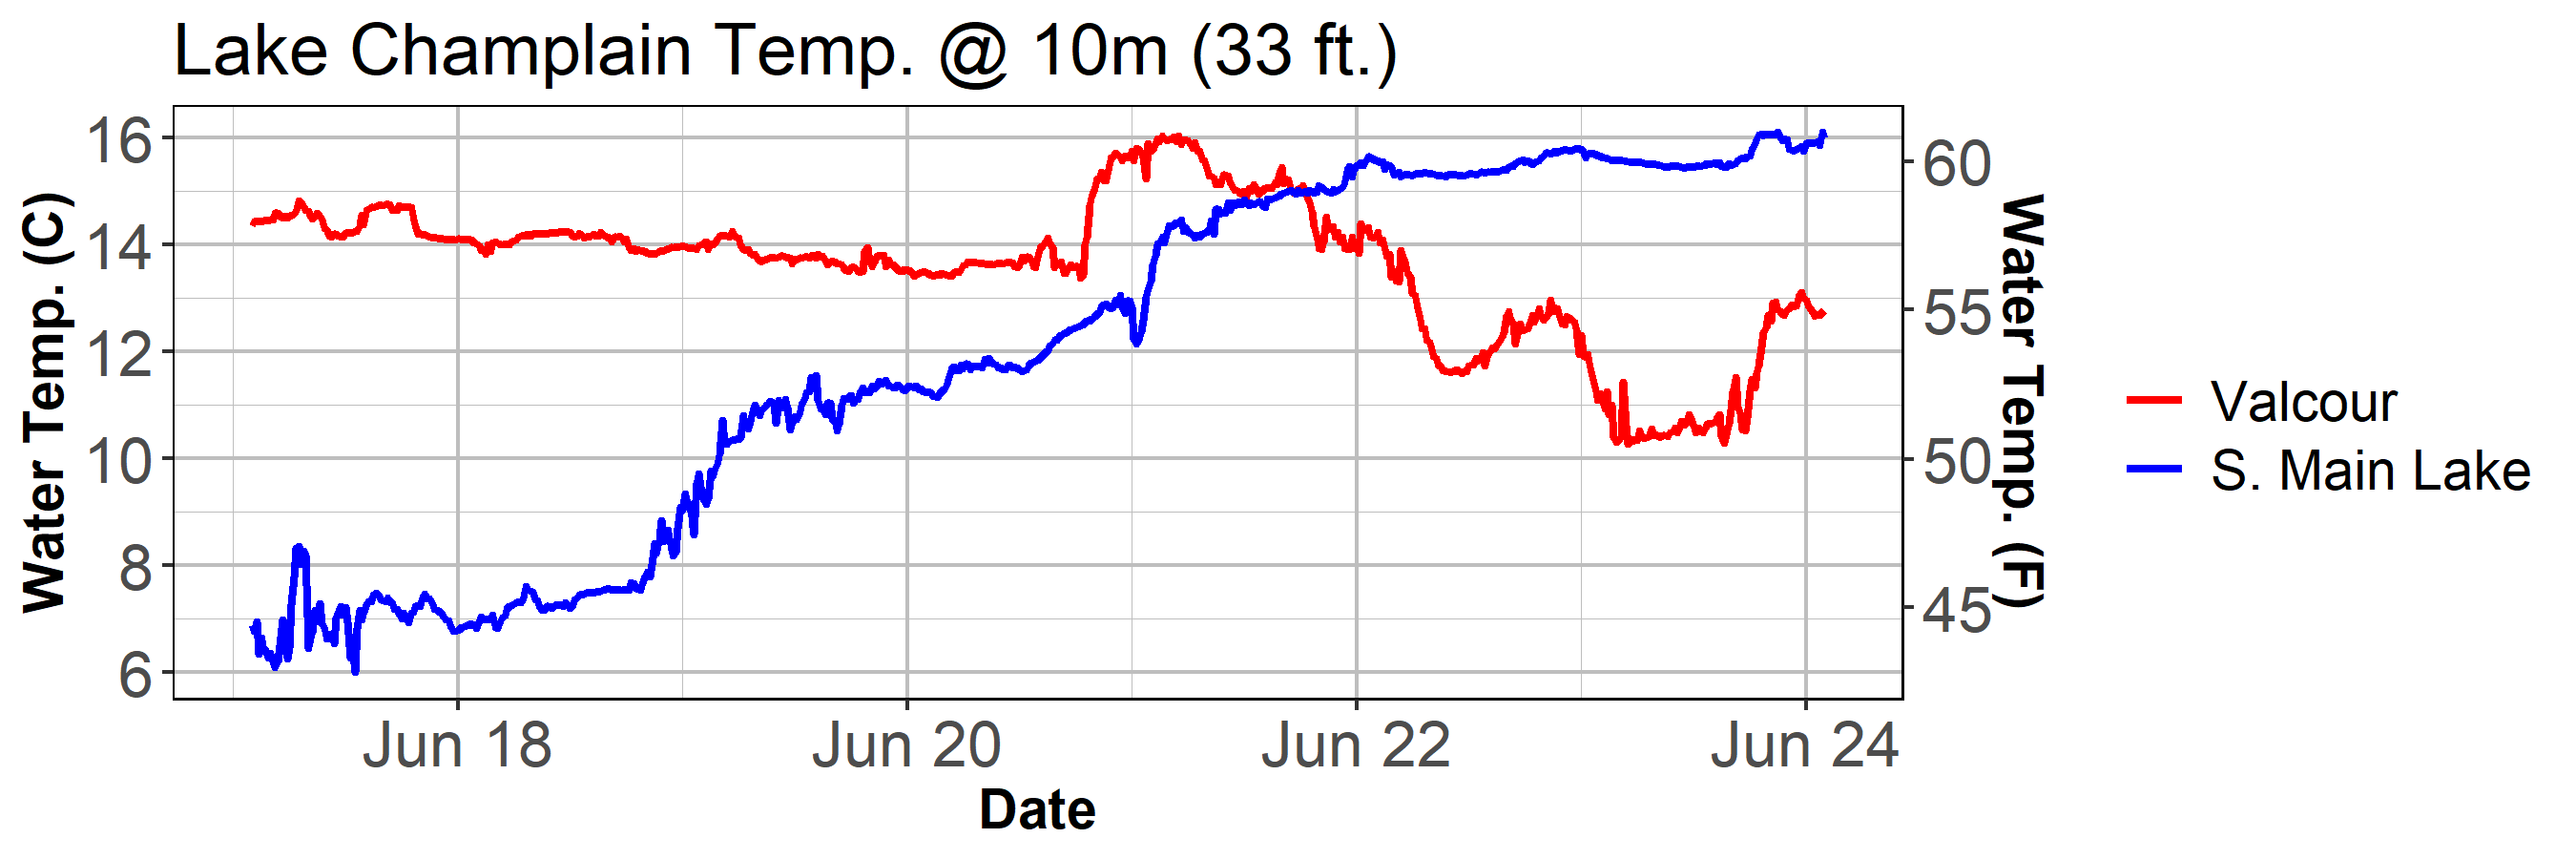 Lake Champlain Temp. @ 10m (33 ft.)
Water Temp. (C)
16
14
12
10
8
6
60
55
50
45
Water Temp. (F)
Jun 18 Jun 20 Jun 22 Jun 24
Date
Valcour
S. Main Lake